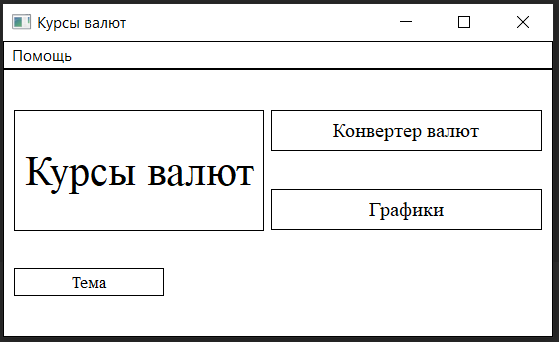 Курсы валют
Помощь
Курсы валют
Конвертер валют
Графики
Тема